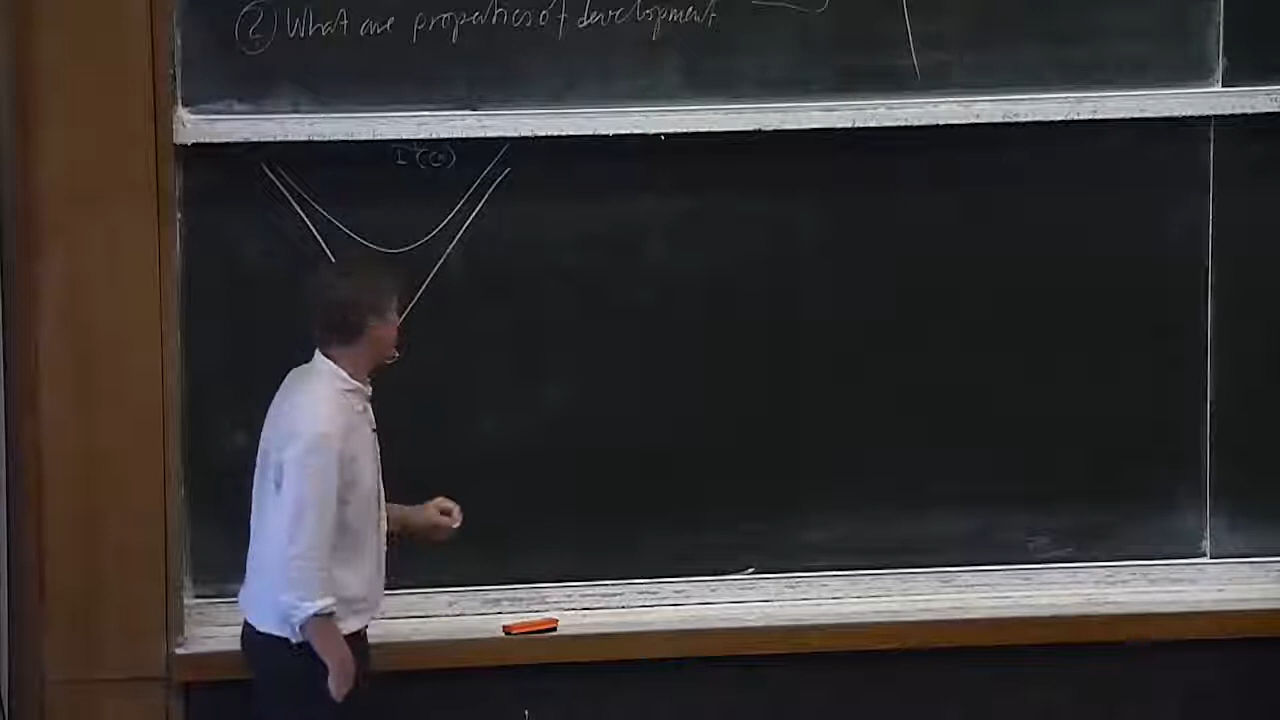 ② What are properties of development